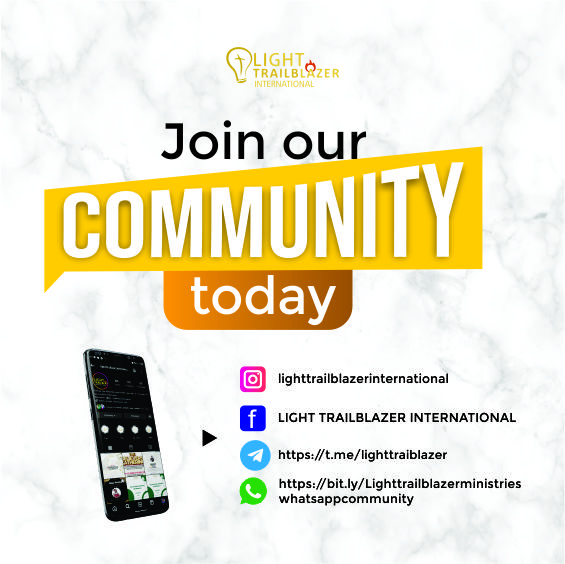 LIGHT
TRAILBLAZER
INTERNATIONAL
Join our
COMMUNITY
today
lighttrailblazerinternational
LIGHT TRAILBLAZER INTERNATIONAL
https://t.me/lighttraiblazer
https://bit.ly/Lighttrailblazerministries
whatsappcommunity